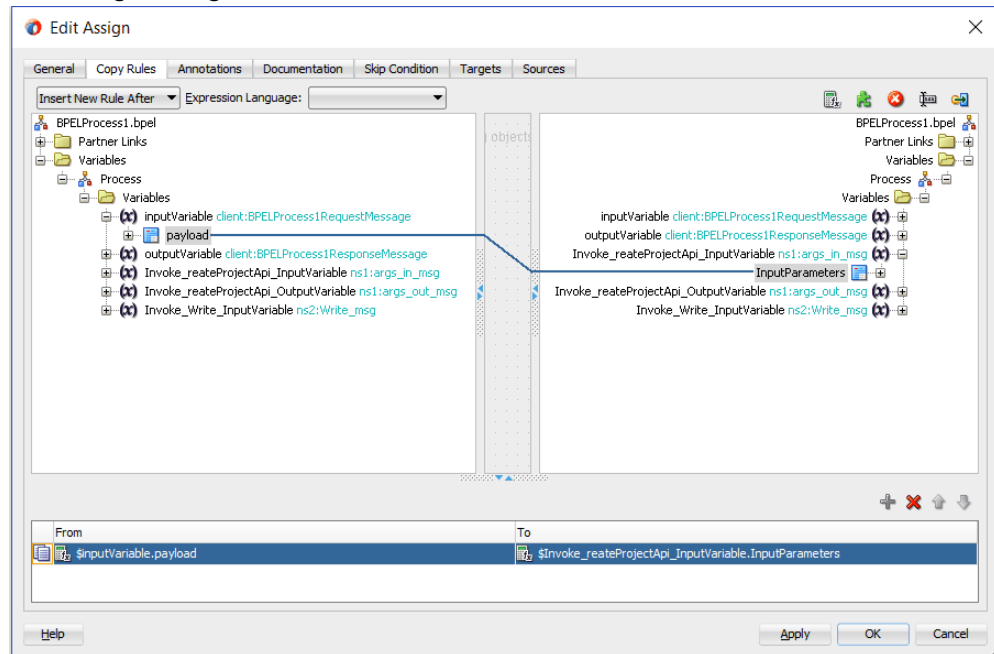 Edit Assign
General Copy Rules Annotations Documentation Skip Condition Targets Sources
Insert New Rule After Expression Language:
BPELProcess1.bpel
Partner Links
Variables
Process
Variables
inputVariable client:BPELProcess1RequestMessage
payload
outputVariable client:BPELProcess1ResponseMessage
Invoke_reateProjectApi_InputVariable ns1:args_in_msg
Invoke_reateProjectApi_OutputVariable ns1:args_out_msg
Invoke_Write_InputVariable ns2:Write_msg
objects
BPELProcess1.bpel
Partner Links
Variables
Process
Variables
inputVariable client:BPELProcess1RequestMessage
outputVariable client:BPELProcess1ResponseMessage
Invoke_reateProjectApi_InputVariable ns1:args_in_msg
InputParameters
Invoke_reateProjectApi_OutputVariable ns1:args_out_msg
Invoke_Write_InputVariable ns2:Write_msg
From To
$inputVariable.payload $Invoke_reateProjectApi_InputVariable.InputParameters
Help Apply OK Cancel